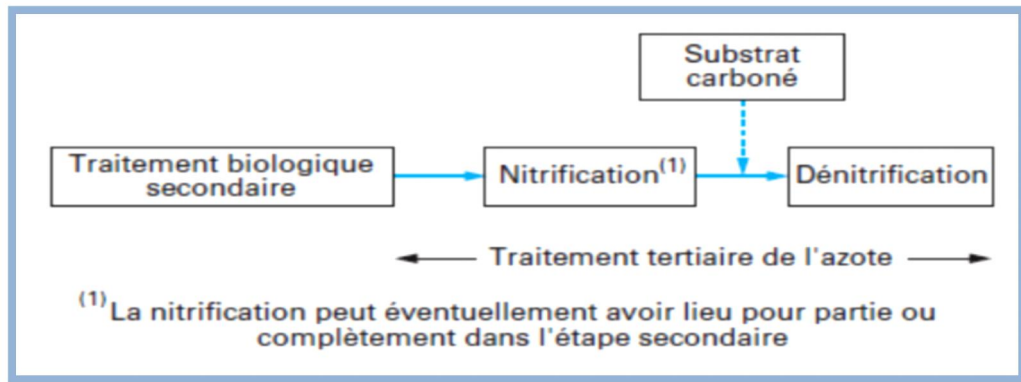 Substrat
carboné
Traitement biologique
secondaire
Nitrification(1)
Dénitrification
Traitement tertiaire de l'azote
(1)La nitrification peut éventuellement avoir lieu pour partie ou
complètement dans l'étape secondaire